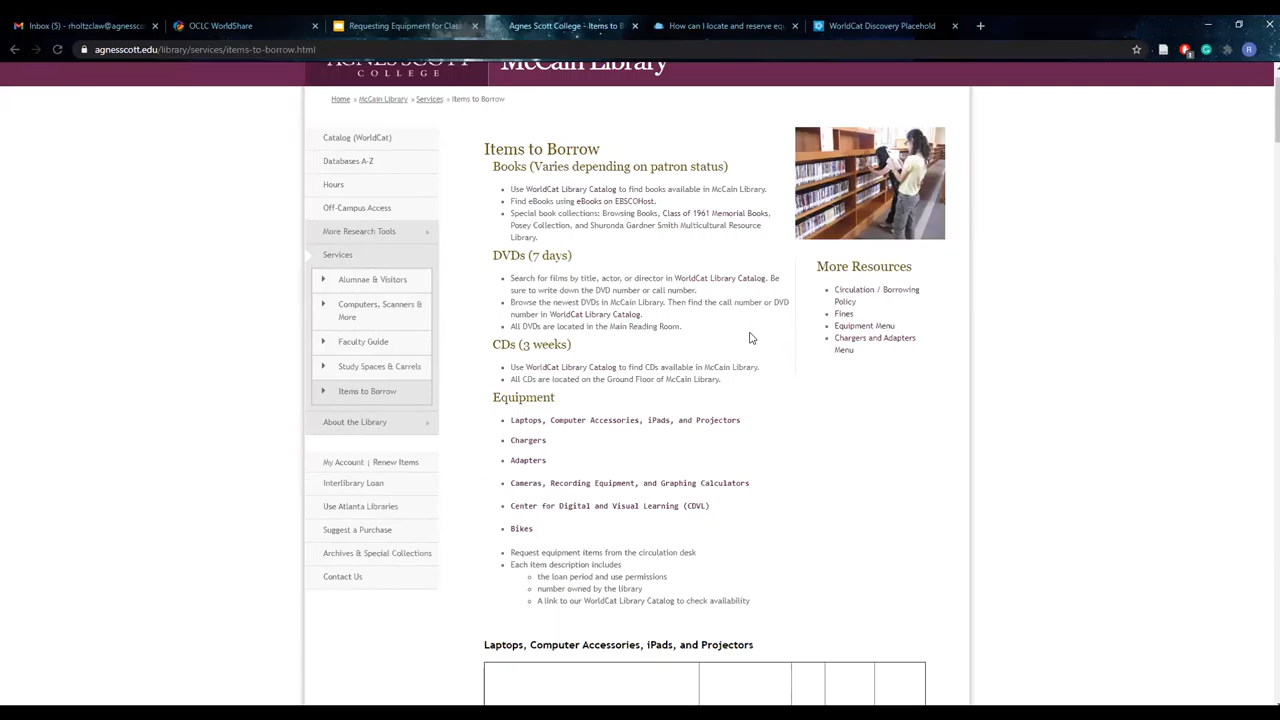 Inbox (5) – rholtzclaw@agnessc
OCLC WorldShare
Requesting Equipment for Class
Agnes Scott College - Items to B
How can I locate and reserve eq
WorldCat Discovery Placehold
agnesscott.edu/library/services/items-to-borrow.html
R
AGNES SCOTT
COLLEGE
McCain Library
Home » McCain Library » Services » Items to Borrow
Catalog (WorldCat)
Databases A-Z
Hours
Off-Campus Access
More Research Tools »
Services
Alumnae & Visitors
Computers, Scanners &
More
Faculty Guide
Study Spaces & Carrels
Items to Borrow
About the Library »
My Account | Renew Items
Interlibrary Loan
Use Atlanta Libraries
Suggest a Purchase
Archives & Special Collections
Contact Us
Items to Borrow
Books (Varies depending on patron status)
• Use WorldCat Library Catalog to find books available in McCain Library.
• Find eBooks using eBooks on EBSCOHost.
• Special book collections: Browsing Books, Class of 1961 Memorial Books,
Posey Collection, and Shuronda Gardner Smith Multicultural Resource
Library.
DVDs (7 days)
• Search for films by title, actor, or director in WorldCat Library Catalog. Be
sure to write down the DVD number or call number.
• Browse the newest DVDs in McCain Library. Then find the call number or DVD
number in WorldCat Library Catalog.
• All DVDs are located in the Main Reading Room.
CDs (3 weeks)
• Use WorldCat Library Catalog to find CDs available in McCain Library.
• All CDs are located on the Ground Floor of McCain Library.
Equipment
• Laptops, Computer Accessories, iPads, and Projectors
• Chargers
• Adapters
• Cameras, Recording Equipment, and Graphing Calculators
• Center for Digital and Visual Learning (CDVL)
• Bikes
• Request equipment items from the circulation desk
• Each item description includes
the loan period and use permissions
number owned by the library
A link to our WorldCat Library Catalog to check availability
Laptops, Computer Accessories, iPads, and Projectors
More Resources
• Circulation / Borrowing
Policy
• Fines
• Equipment Menu
• Chargers and Adapters
Menu